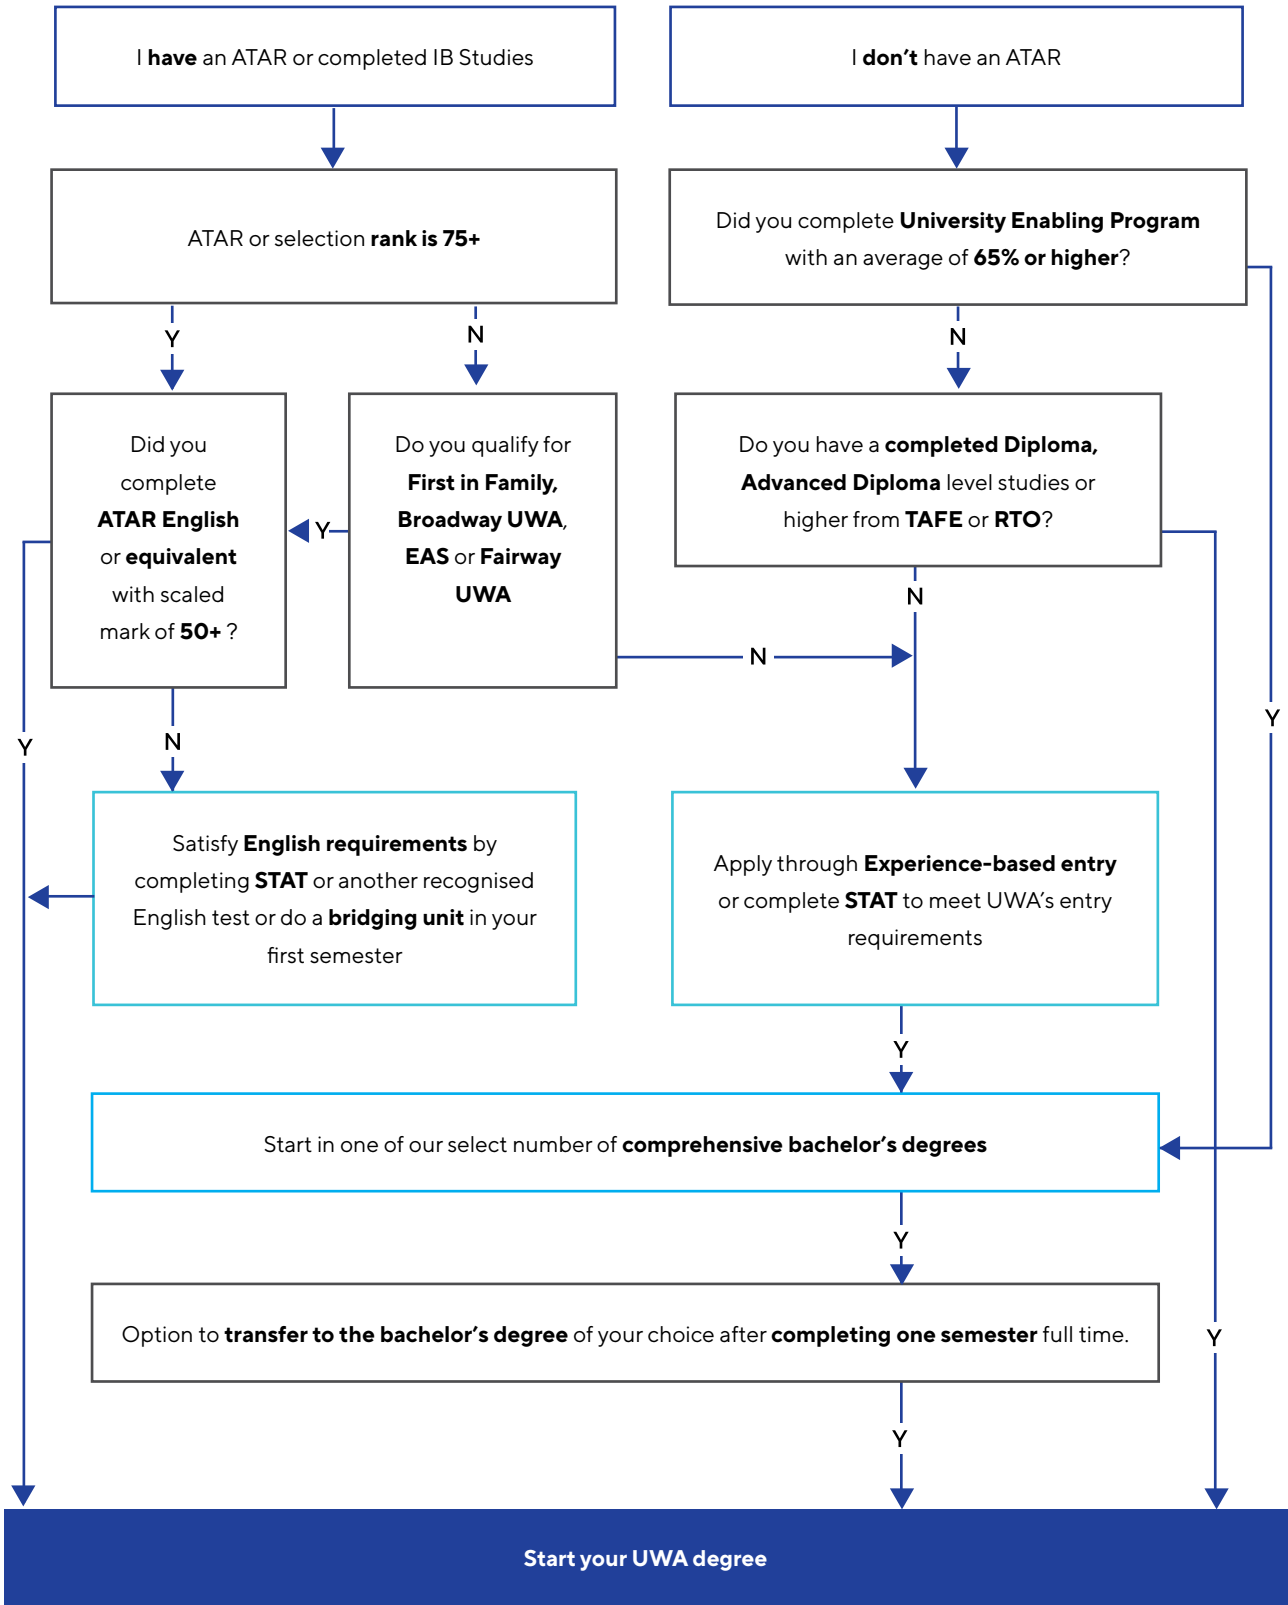 I have an ATAR or completed IB Studies
I don't have an ATAR
ATAR or selection rank is 75+
Did you complete University Enabling Program
with an average of 65% or higher?
Y
N
N
Did you
complete
ATAR English
or equivalent
with scaled
mark of 50+ ?
Y
Do you qualify for
First in Family,
Broadway UWA,
EAS or Fairway
UWA
Do you have a completed Diploma,
Advanced Diploma level studies or
higher from TAFE or RTO?
N
N
Y
Y
N
Satisfy English requirements by
completing STAT or another recognised
English test or do a bridging unit in your
first semester
Apply through Experience-based entry
or complete STAT to meet UWA's entry
requirements
Y
Start in one of our select number of comprehensive bachelor's degrees
Y
Option to transfer to the bachelor's degree of your choice after completing one semester full time.
Y
Y
Start your UWA degree